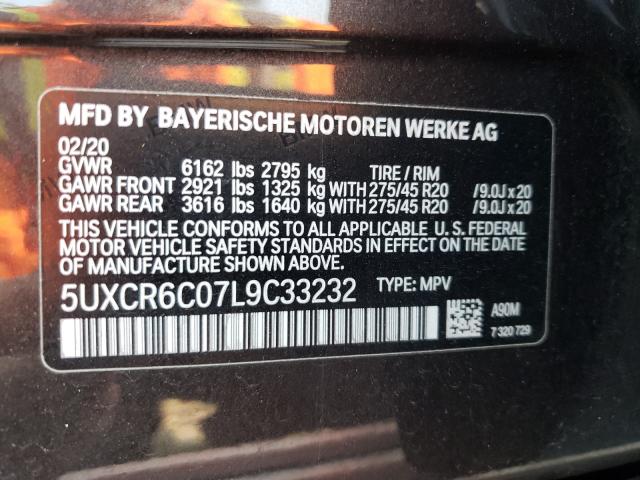 MFD BY BAYERISCHE MOTOREN WERKE AG
02/20
GVWR 6162 lbs 2795 kg TIRE / RIM
GAWR FRONT 2921 lbs 1325 kg WITH 275/45 R20 /9.0J x 20
GAWR REAR 3616 lbs 1640 kg WITH 275/45 R20 /9.0J x 20
THIS VEHICLE CONFORMS TO ALL APPLICABLE U. S. FEDERAL
MOTOR VEHICLE SAFETY STANDARDS IN EFFECT ON THE DATE
OF MANUFACTURE SHOWN ABOVE.
5UXCR6C07L9C33232 TYPE: MPV
A90M
7 320 729